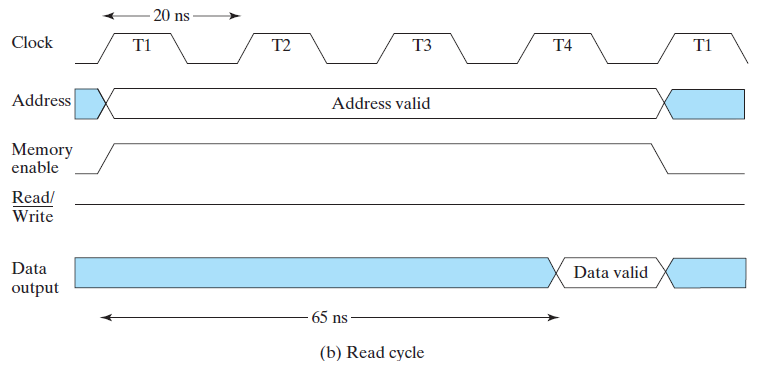 20 ns
Clock
T1 T2 T3 T4 T1
Address
Address valid
Memory
enable
Read/
Write
Data
output
Data valid
65 ns
(b) Read cycle